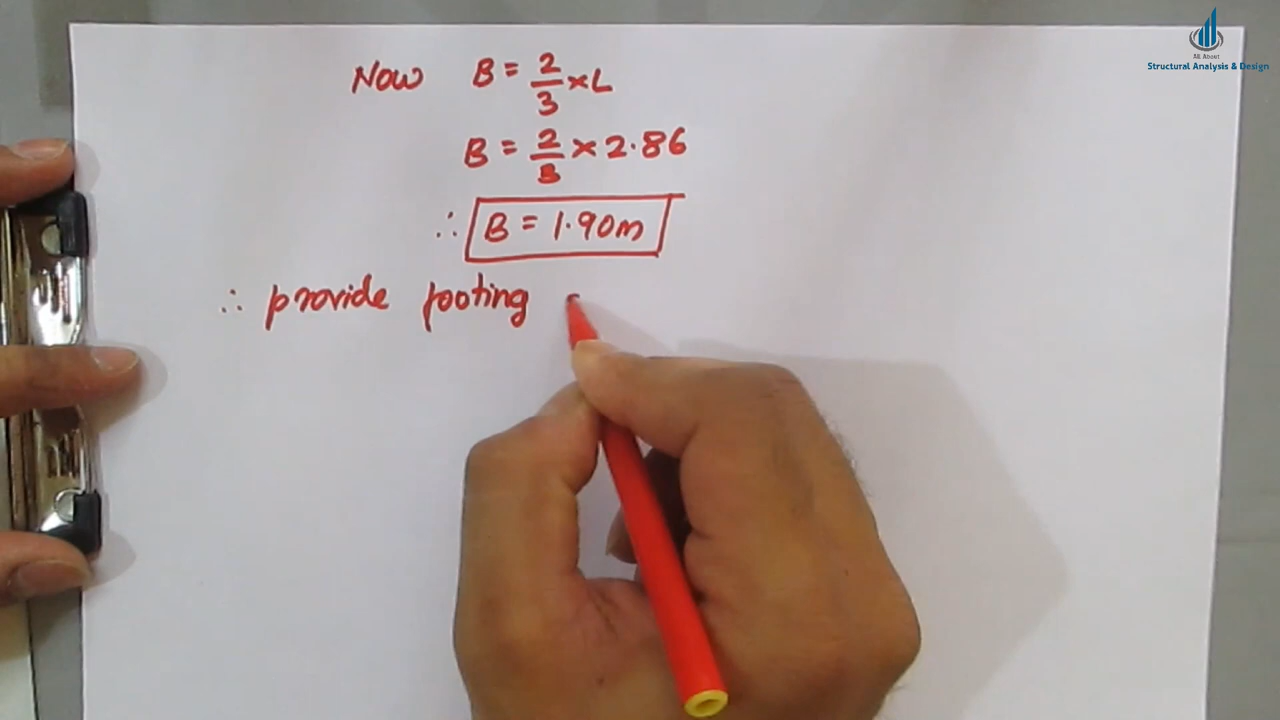 All About
Structural Analysis & Design
Now B = 2/3 × L
B = 2/3 × 2.86
∴ B = 1.90m
∴ provide footing